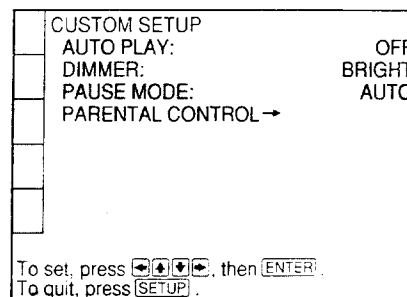 CUSTOM SETUP
AUTO PLAY: OFF
DIMMER: BRIGHT
PAUSE MODE: AUTO
PARENTAL CONTROL →
To set, press ←↑↓→, then ENTER.
To quit, press SETUP.